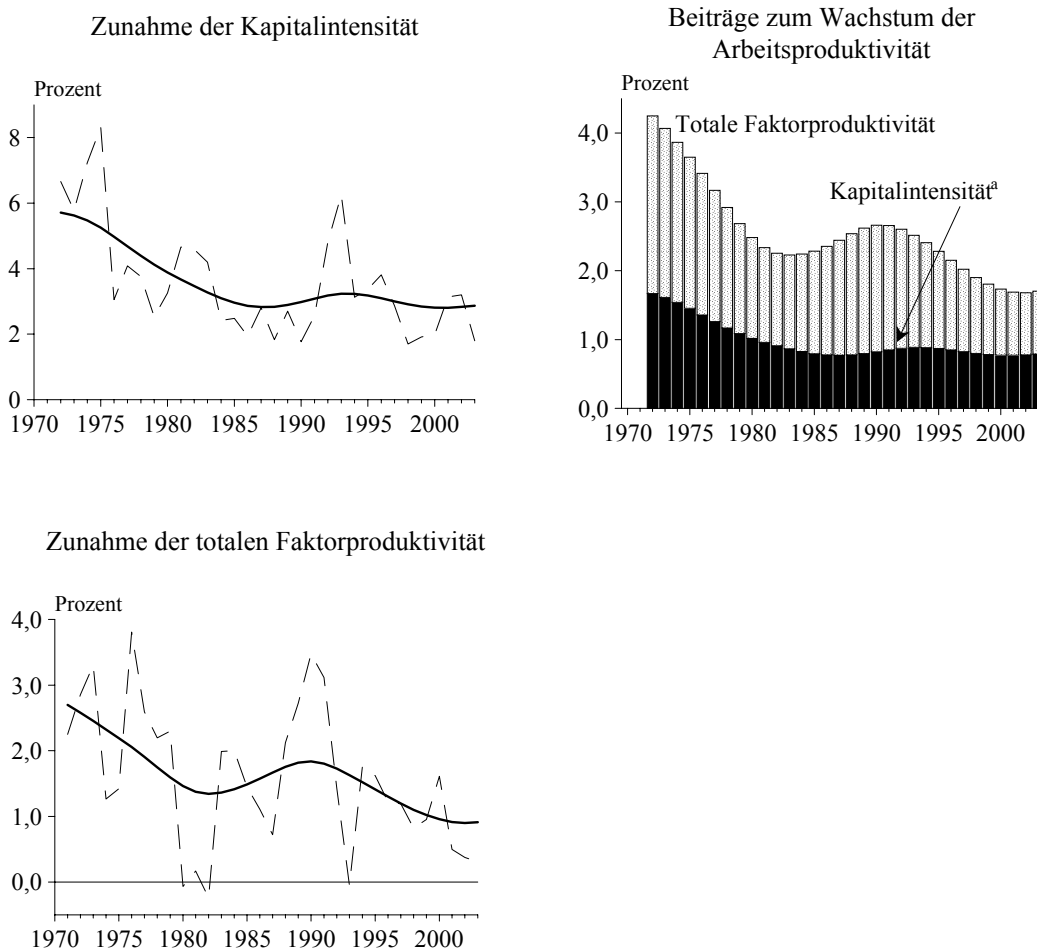 Zunahme der Kapitalintensität
Prozent
8
6
4
2
0
1970 1975 1980 1985 1990 1995 2000
Beiträge zum Wachstum der
Arbeitsproduktivität
Prozent
4,0
Totale Faktorproduktivität
3,0
Kapitalintensitätᵃ
2,0
1,0
0,0
1970 1975 1980 1985 1990 1995 2000
Zunahme der totalen Faktorproduktivität
Prozent
4,0
3,0
2,0
1,0
0,0
1970 1975 1980 1985 1990 1995 2000